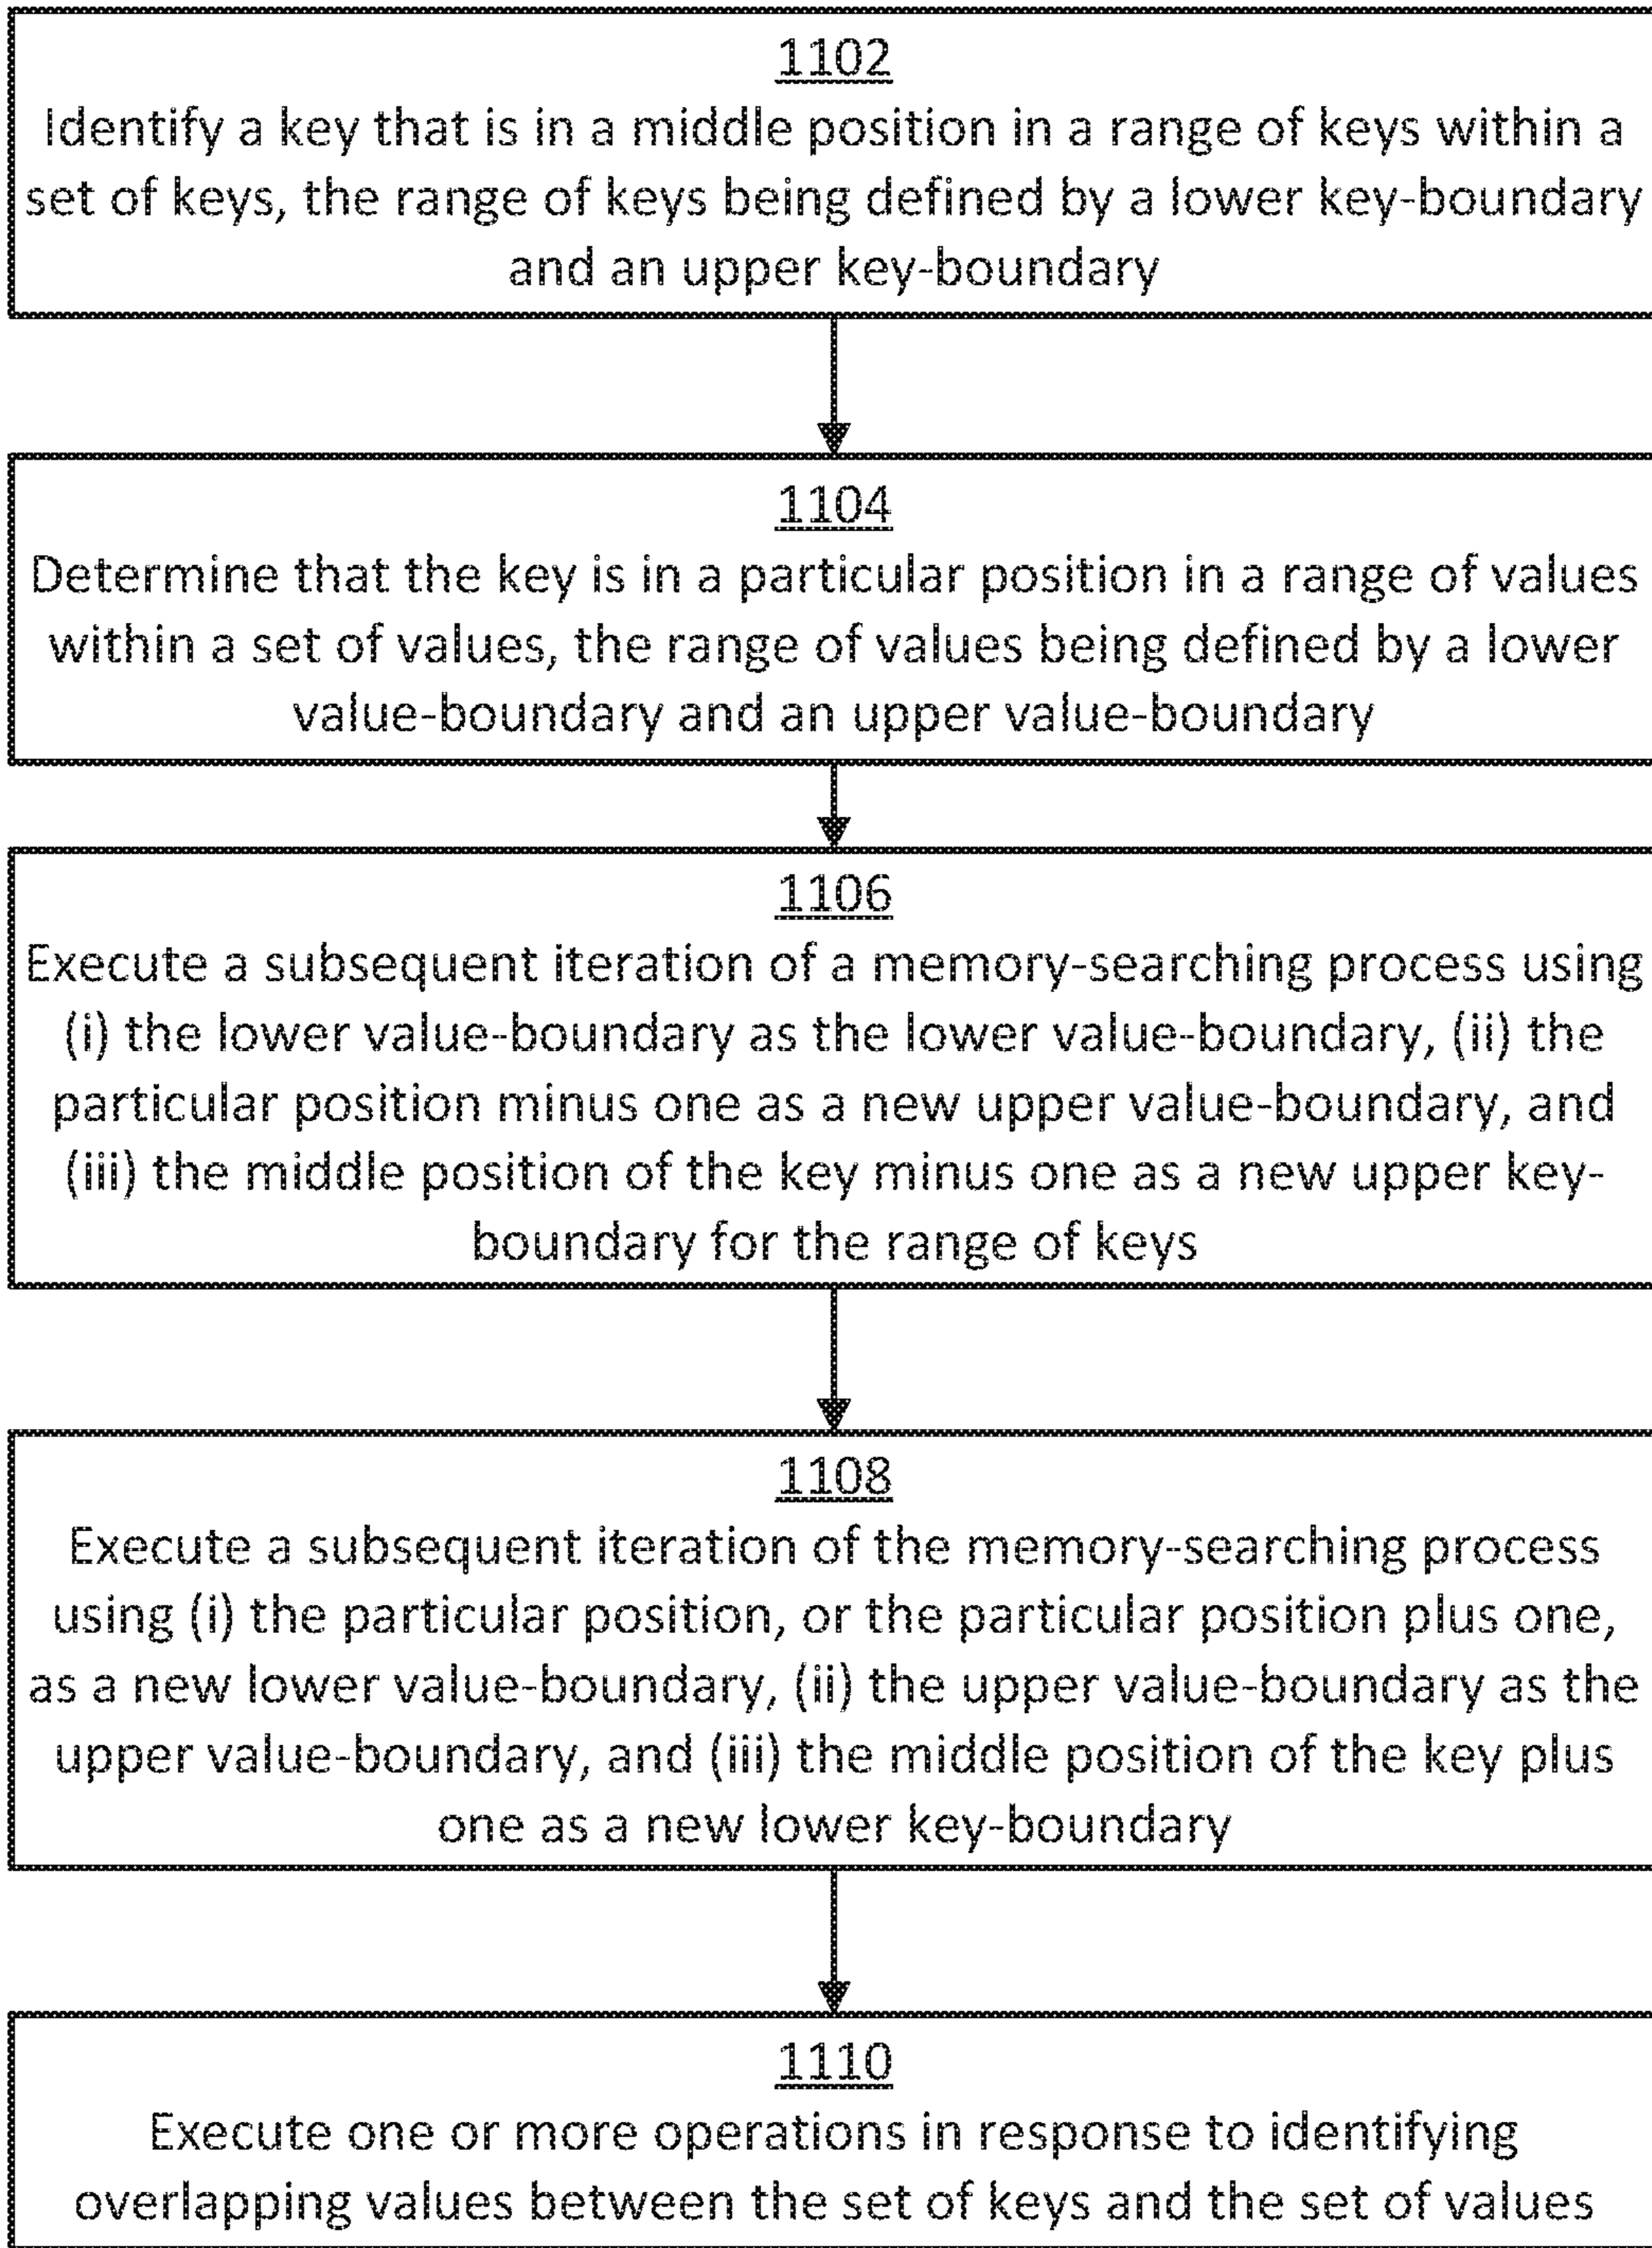 1102
Identify a key that is in a middle position in a range of keys within a
set of keys, the range of keys being defined by a lower key-boundary
and an upper key-boundary
1104
Determine that the key is in a particular position in a range of values
within a set of values, the range of values being defined by a lower
value-boundary and an upper value-boundary
1106
Execute a subsequent iteration of a memory-searching process using
(i) the lower value-boundary as the lower value-boundary, (ii) the
particular position minus one as a new upper value-boundary, and
(iii) the middle position of the key minus one as a new upper key-
boundary for the range of keys
1108
Execute a subsequent iteration of the memory-searching process
using (i) the particular position, or the particular position plus one,
as a new lower value-boundary, (ii) the upper value-boundary as the
upper value-boundary, and (iii) the middle position of the key plus
one as a new lower key-boundary
1110
Execute one or more operations in response to identifying
overlapping values between the set of keys and the set of values